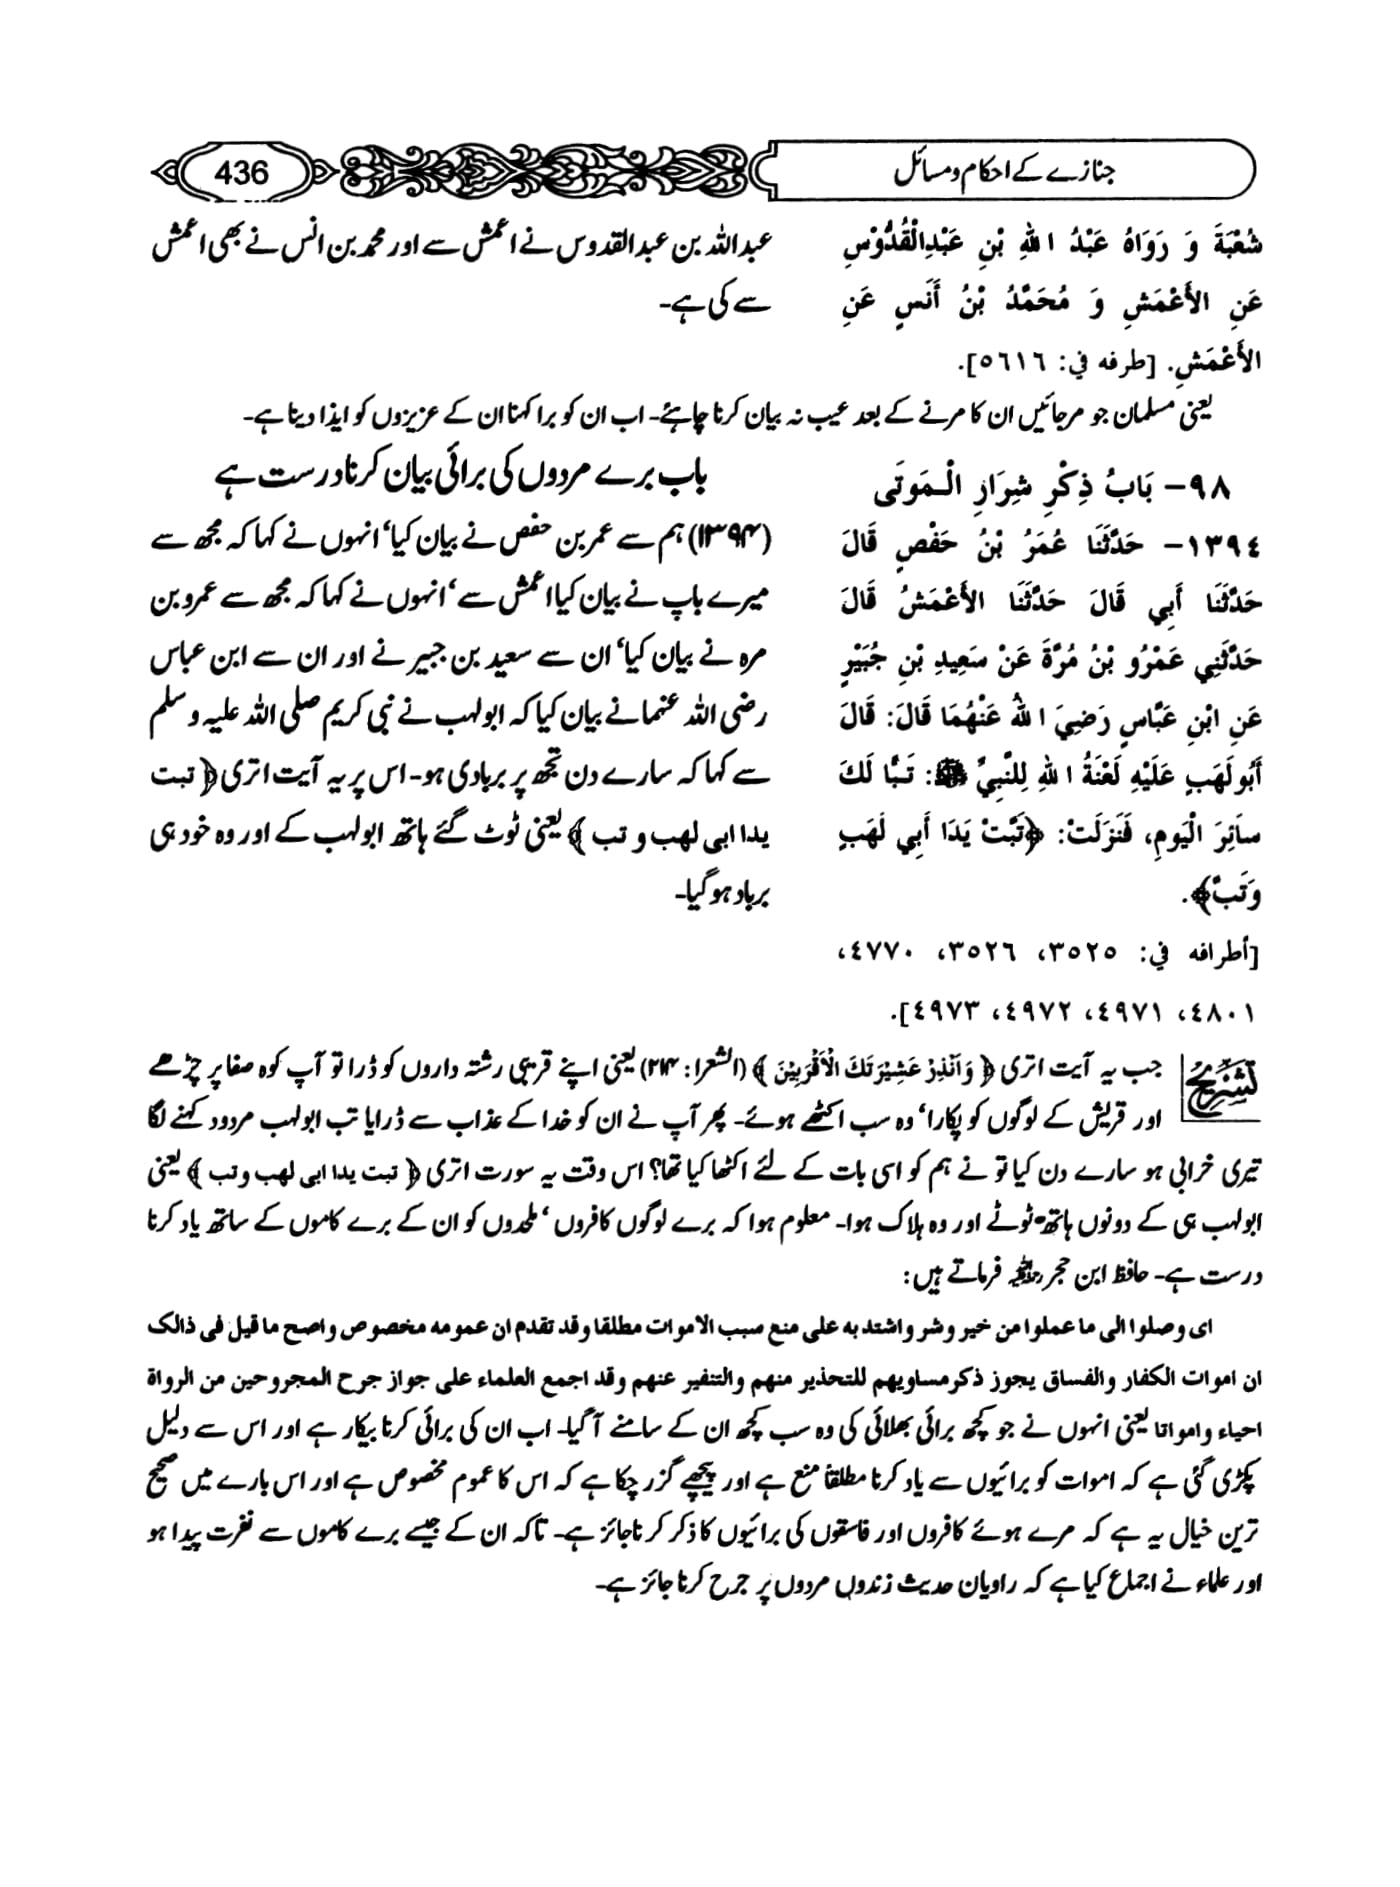 جنازے کے احکام و مسائل
436
شُعْبَةَ وَ رَوَاهُ عَبْدُ اللهِ بْنِ عَبْدِالْقُدُّوْسِ
عَنِ الأَعْمَشِ وَ مُحَمَّدُ بْنُ أَنَسٍ عَنِ
الأَعْمَشِ. [طرفه في: ٥٦١٦].
عبداللہ بن عبدالقدوس نے اعمش سے اور محمد بن انس نے بھی اعمش
سے کی ہے۔
یعنی مسلمان جو مرجائیں ان کا مرنے کے بعد عیب نہ بیان کرنا چاہئے۔ اب ان کو برا کہنا ان کے عزیزوں کو ایذا دینا ہے۔
٩٨- بَابُ ذِكْرِ شِرَارِ الْـمَوتَى
١٣٩٤- حَدَّثَنَا عُمَرُ بْنُ حَفْصٍ قَالَ
حَدَّثَنَا أَبِي قَالَ حَدَّثَنَا الأَعْمَشُ قَالَ
حَدَّثَنِي عَمْرُو بْنُ مُرَّةَ عَنْ سَعِيدِ بْنِ جُبَيْرٍ
عَنِ ابْنِ عَبَّاسٍ رَضِيَ اللهُ عَنْهُمَا قَالَ: قَالَ
أَبُولَهَبٍ عَلَيْهِ لَعْنَةُ اللهِ لِلنَّبِيِّ ﷺ: تَبًّا لَكَ
سَائِرَ الْيَومِ، فَنَزَلَتْ: ﴿تَبَّتْ يَدَا أَبِي لَهَبٍ
وَتَبَّ﴾.
[أطرافه في: ٣٥٢٥، ٣٥٢٦، ٤٧٧٠،
٤٨٠١، ٤٩٧١، ٤٩٧٢، ٤٩٧٣].
باب برے مردوں کی برائی بیان کرنا درست ہے
(۱۳۹۴) ہم سے عمر بن حفص نے بیان کیا‘ انہوں نے کہا کہ مجھ سے
میرے باپ نے بیان کیا اعمش سے‘ انہوں نے کہا کہ مجھ سے عمرو بن
مرہ نے بیان کیا‘ ان سے سعید بن جبیر نے اور ان سے ابن عباس
رضی اللہ عنہما نے بیان کیا کہ ابولہب نے نبی کریم صلی اللہ علیہ وسلم
سے کہا کہ سارے دن تجھ پر بربادی ہو۔ اس پر یہ آیت اتری ﴿ تبت
یدا ابی لھب و تب ﴾ یعنی ٹوٹ گئے ہاتھ ابولہب کے اور وہ خود ہی
برباد ہوگیا۔
تشریح جب یہ آیت اتری ﴿ وَاَنْذِرْ عَشِيْرَتَكَ الْاَقْرَبِيْنَ ﴾ (الشعرا: ۲۱۴) یعنی اپنے قریبی رشتہ داروں کو ڈرا تو آپ کوہ صفا پر چڑھے
اور قریش کے لوگوں کو پکارا‘ وہ سب اکٹھے ہوئے۔ پھر آپ نے ان کو خدا کے عذاب سے ڈرایا تب ابولہب مردود کہنے لگا
تیری خرابی ہو سارے دن کیا تو نے ہم کو اسی بات کے لئے اکٹھا کیا تھا؟ اس وقت یہ سورت اتری ﴿ تبت یدا ابی لھب وتب ﴾ یعنی
ابولہب ہی کے دونوں ہاتھ ٹوٹے اور وہ ہلاک ہوا۔ معلوم ہوا کہ برے لوگوں کافروں‘ ملحدوں کو ان کے برے کاموں کے ساتھ یاد کرنا
درست ہے۔ حافظ ابن حجر رحمہ اللہ فرماتے ہیں:
ای وصلوا الی ما عملوا من خیر و شر واشتد به علی منع سبب الاموات مطلقا وقد تقدم ان عمومه مخصوص واصح ما قیل فی ذالک
ان اموات الکفار والفساق یجوز ذکر مساویھم للتحذیر منھم والتنفیر عنھم وقد اجمع العلماء علی جواز جرح المجروحین من الرواة
احیاء وامواتا یعنی انہوں نے جو کچھ برائی بھلائی کی وہ سب کچھ ان کے سامنے آگیا۔ اب ان کی برائی کرنا بیکار ہے اور اس سے دلیل
پکڑی گئی ہے کہ اموات کو برائیوں سے یاد کرنا مطلقاً منع ہے اور پیچھے گزر چکا ہے کہ اس کا عموم مخصوص ہے اور اس بارے میں صحیح
ترین خیال یہ ہے کہ مرے ہوئے کافروں اور فاسقوں کی برائیوں کا ذکر کرنا جائز ہے۔ تاکہ ان کے جیسے برے کاموں سے نفرت پیدا ہو
اور علماء نے اجماع کیا ہے کہ راویان حدیث زندوں مردوں پر جرح کرنا جائز ہے۔